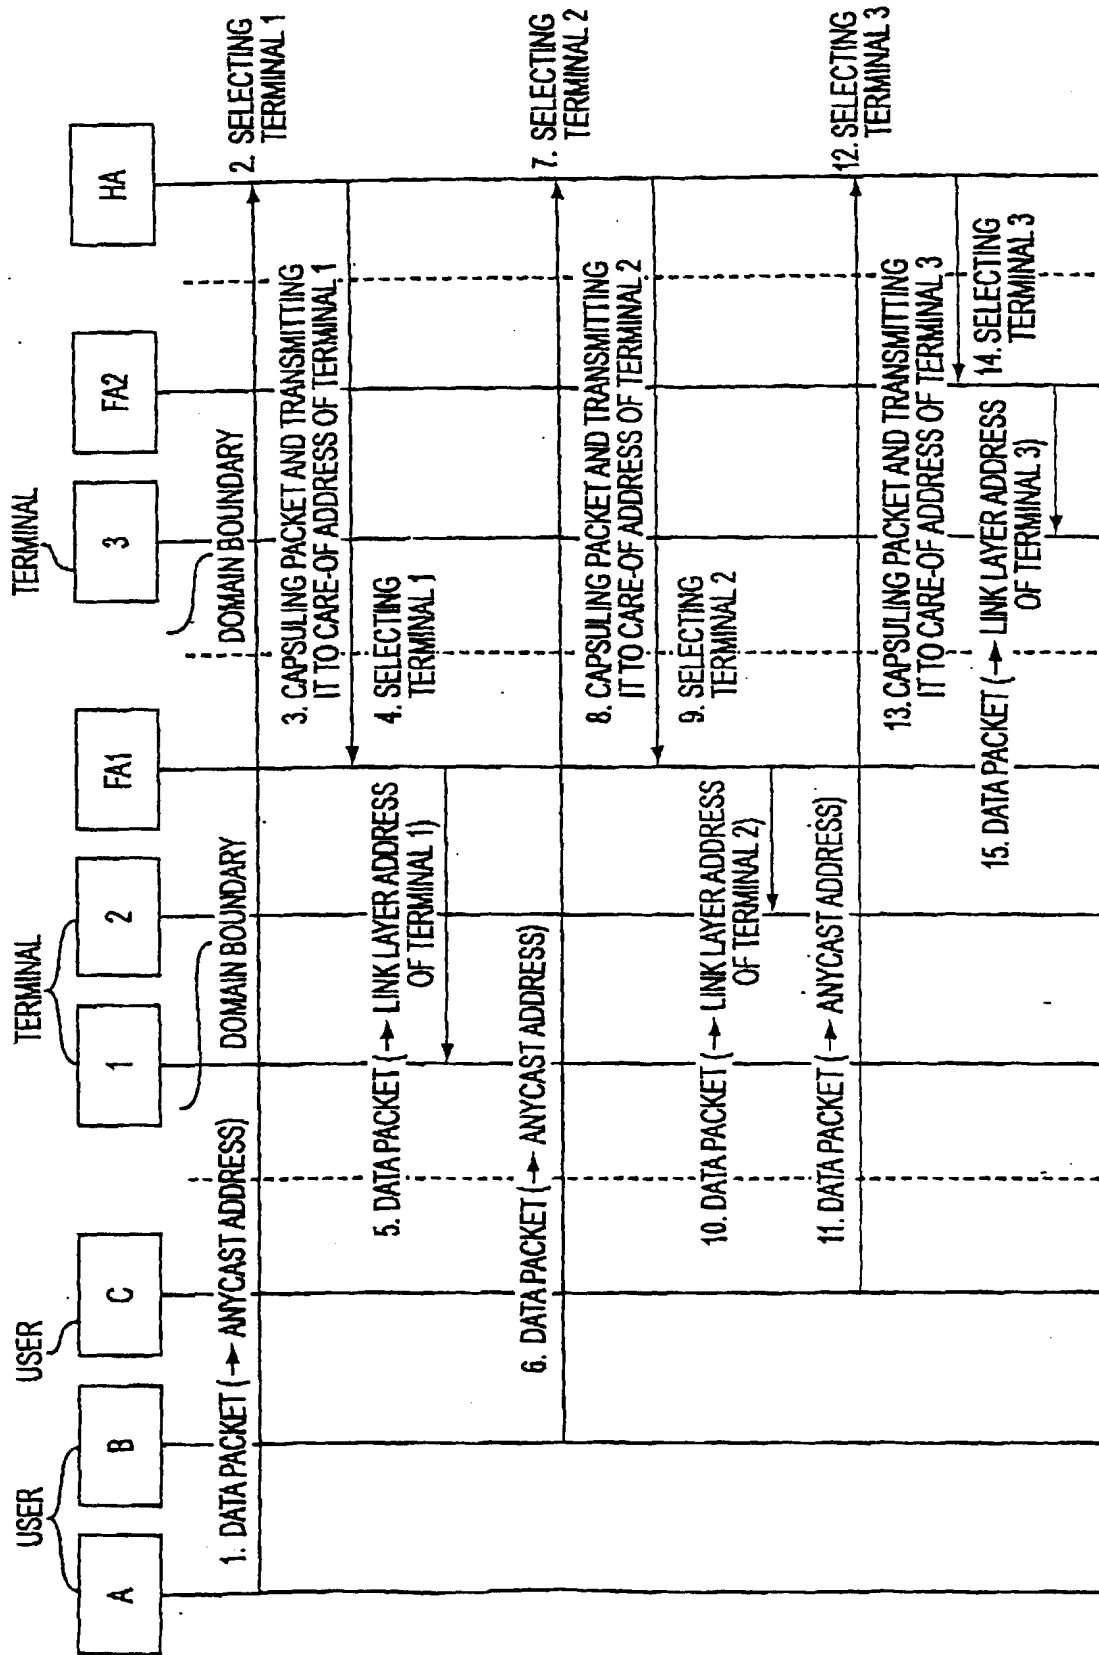 USER
USER
TERMINAL
TERMINAL
A
B
C
1
2
FA1
3
FA2
HA
DOMAIN BOUNDARY
DOMAIN BOUNDARY
1. DATA PACKET (→ ANYCAST ADDRESS)
2. SELECTING
TERMINAL 1
3. CAPSULING PACKET AND TRANSMITTING
IT TO CARE-OF ADDRESS OF TERMINAL 1
4. SELECTING
TERMINAL 1
5. DATA PACKET (→ LINK LAYER ADDRESS
OF TERMINAL 1)
6. DATA PACKET (→ ANYCAST ADDRESS)
7. SELECTING
TERMINAL 2
8. CAPSULING PACKET AND TRANSMITTING
IT TO CARE-OF ADDRESS OF TERMINAL 2
9. SELECTING
TERMINAL 2
10. DATA PACKET (→ LINK LAYER ADDRESS
OF TERMINAL 2)
11. DATA PACKET (→ ANYCAST ADDRESS)
12. SELECTING
TERMINAL 3
13. CAPSULING PACKET AND TRANSMITTING
IT TO CARE-OF ADDRESS OF TERMINAL 3
14. SELECTING
TERMINAL 3
15. DATA PACKET (→ LINK LAYER ADDRESS
OF TERMINAL 3)